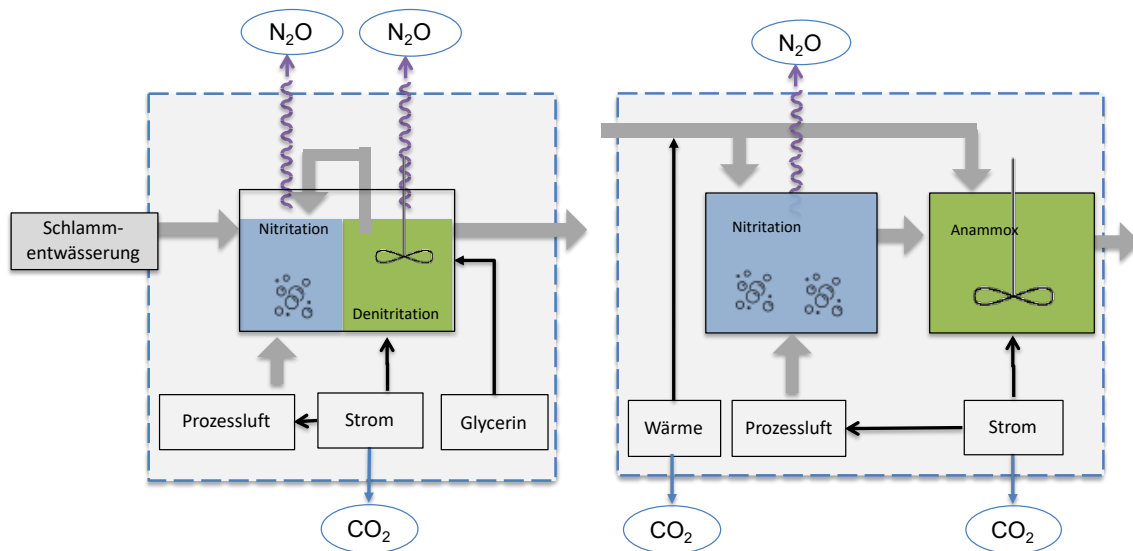 N₂O
N₂O
Schlamm-
entwässerung
Nitritation
Denitritation
Prozessluft
Strom
Glycerin
CO₂
N₂O
Nitritation
Anammox
Wärme
Prozessluft
Strom
CO₂
CO₂